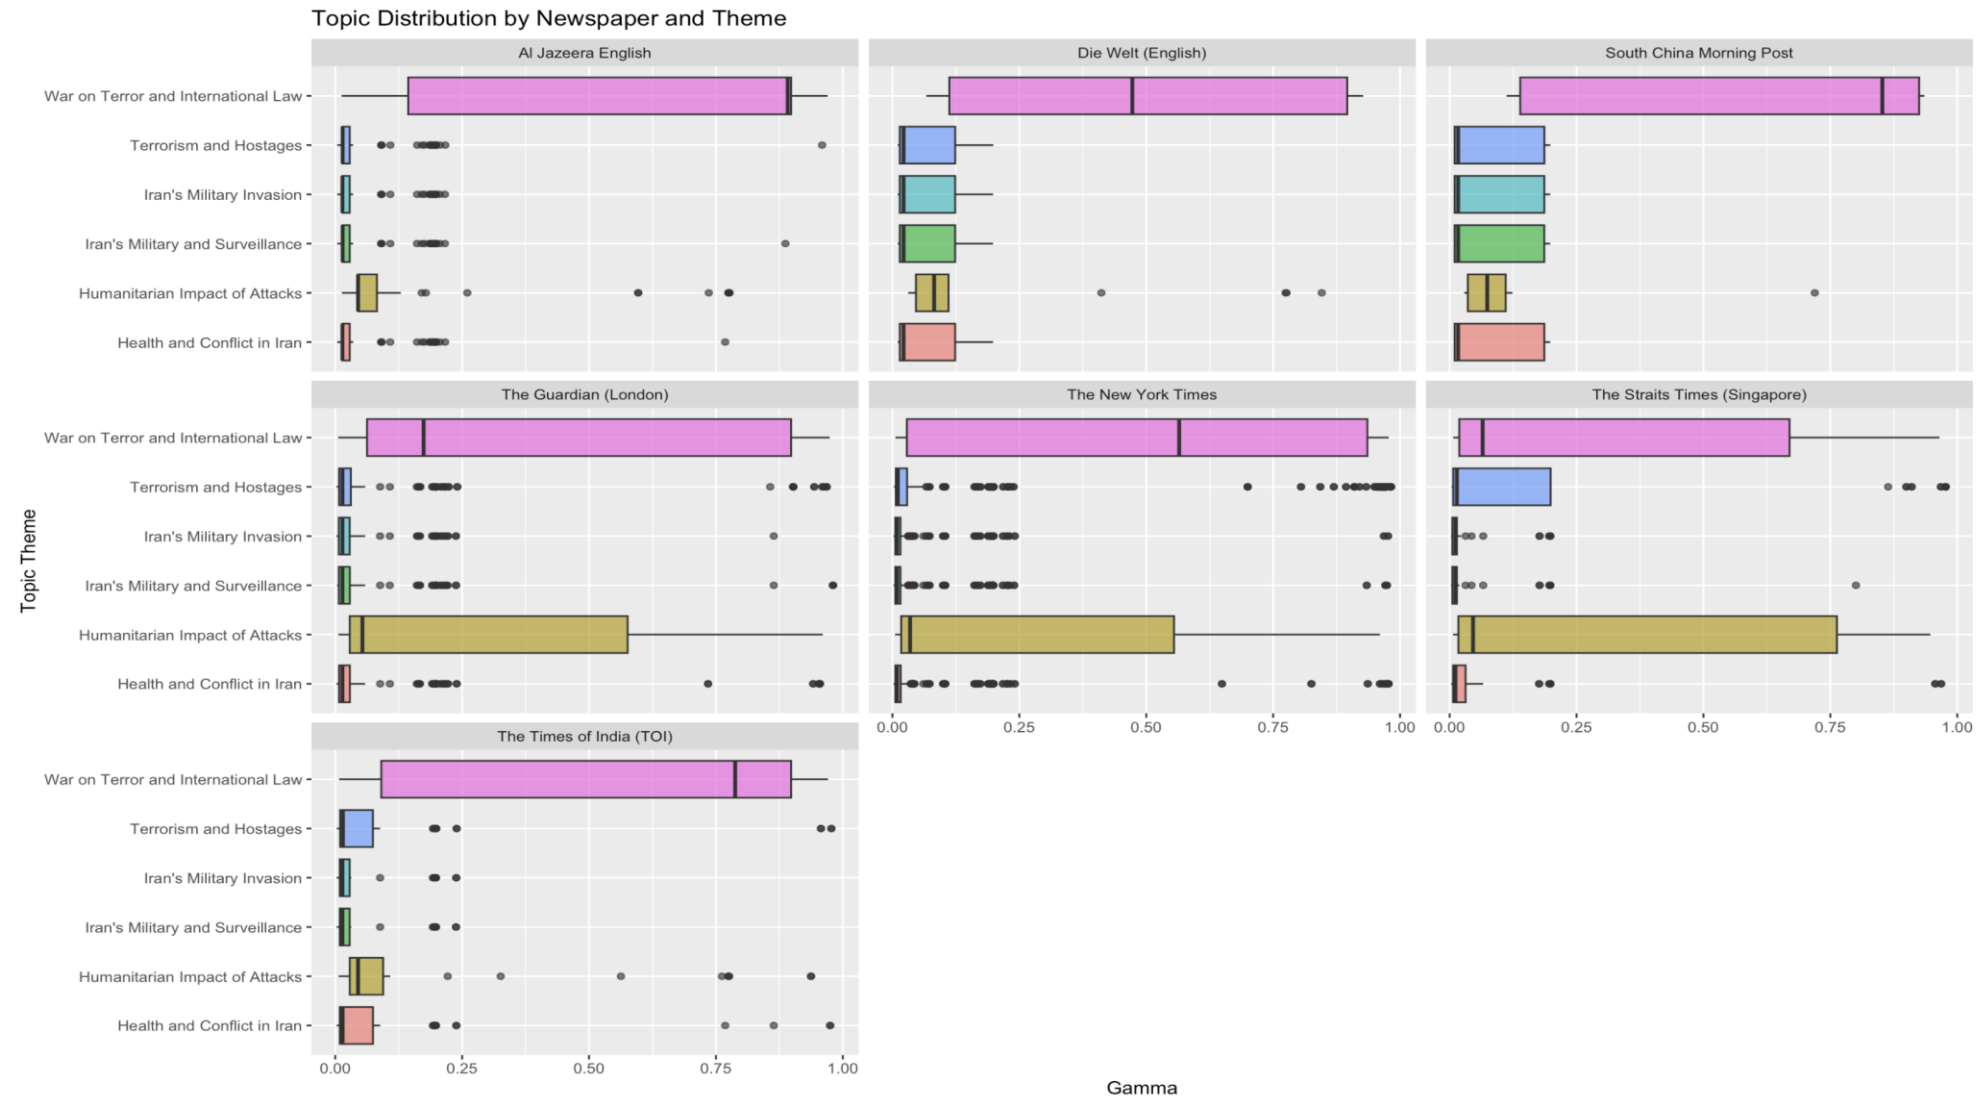 Topic Distribution by Newspaper and Theme
Al Jazeera English
Die Welt (English)
South China Morning Post
War on Terror and International Law
Terrorism and Hostages
Iran's Military Invasion
Iran's Military and Surveillance
Humanitarian Impact of Attacks
Health and Conflict in Iran
The Guardian (London)
The New York Times
The Straits Times (Singapore)
War on Terror and International Law
Terrorism and Hostages
Iran's Military Invasion
Iran's Military and Surveillance
Humanitarian Impact of Attacks
Health and Conflict in Iran
0.00 0.25 0.50 0.75 1.00
0.00 0.25 0.50 0.75 1.00
The Times of India (TOI)
War on Terror and International Law
Terrorism and Hostages
Iran's Military Invasion
Iran's Military and Surveillance
Humanitarian Impact of Attacks
Health and Conflict in Iran
0.00 0.25 0.50 0.75 1.00
Topic Theme
Gamma